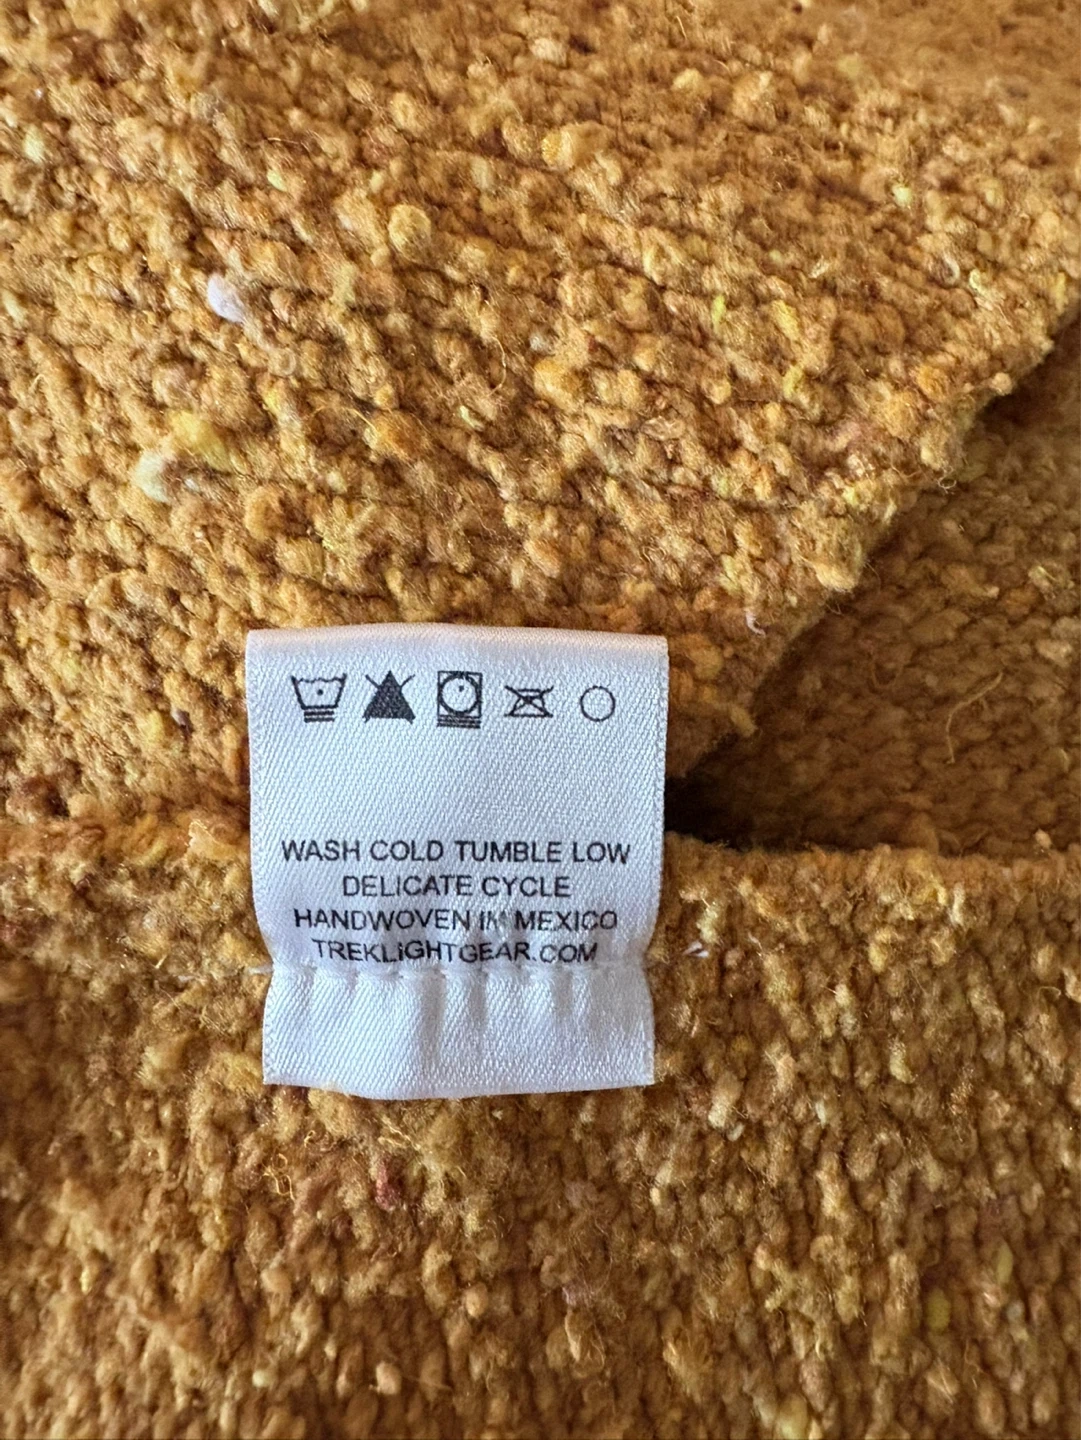 WASH COLD TUMBLE LOW
DELICATE CYCLE
HANDWOVEN IN MEXICO
TREKLIGHTGEAR.COM